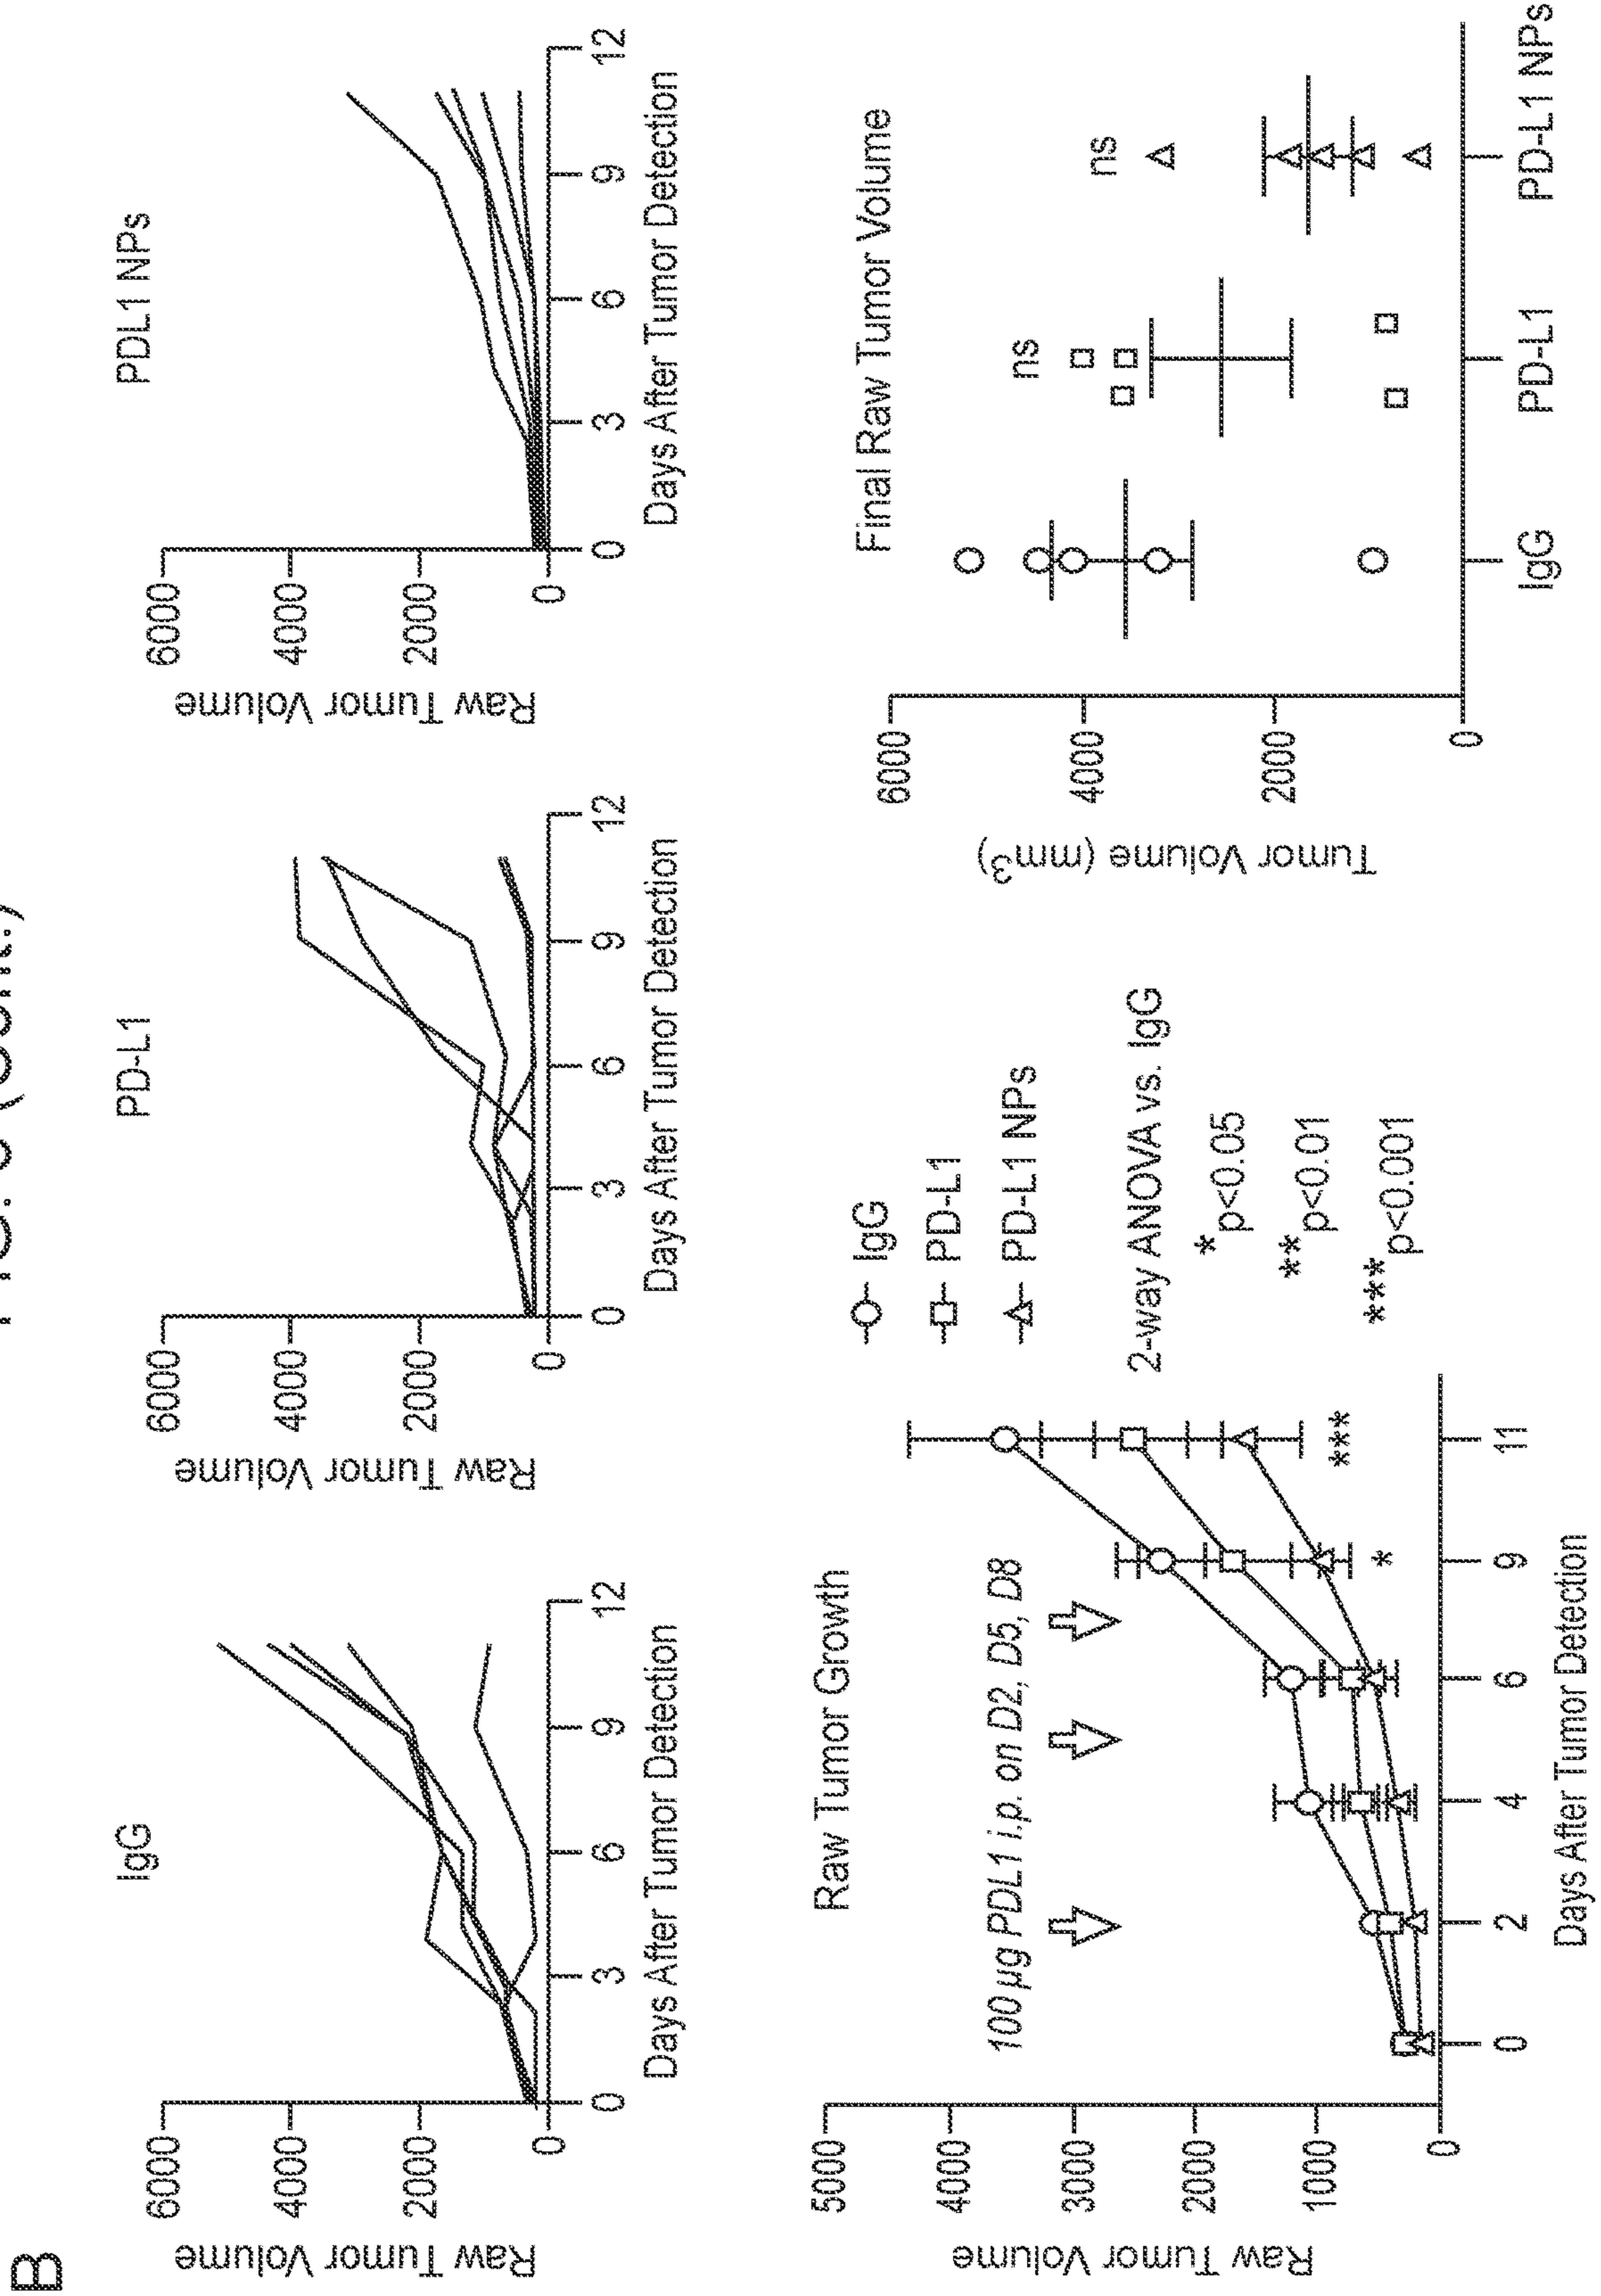 B
IgG
Raw Tumor Volume
6000
4000
2000
0
0 3 6 9 12
Days After Tumor Detection
PD-L1
Raw Tumor Volume
6000
4000
2000
0
0 3 6 9 12
Days After Tumor Detection
PDL1 NPs
Raw Tumor Volume
6000
4000
2000
0
0 3 6 9 12
Days After Tumor Detection
Raw Tumor Growth
Raw Tumor Volume
5000
4000
3000
2000
1000
0
100 µg PDL1 i.p. on D2, D5, D8
*
***
0 2 4 6 9 11
Days After Tumor Detection
IgG
PD-L1
PD-L1 NPs
2-way ANOVA vs. IgG
*p<0.05
**p<0.01
***p<0.001
Final Raw Tumor Volume
Tumor Volume (mm³)
6000
4000
2000
0
ns
ns
IgG PD-L1 PD-L1 NPs